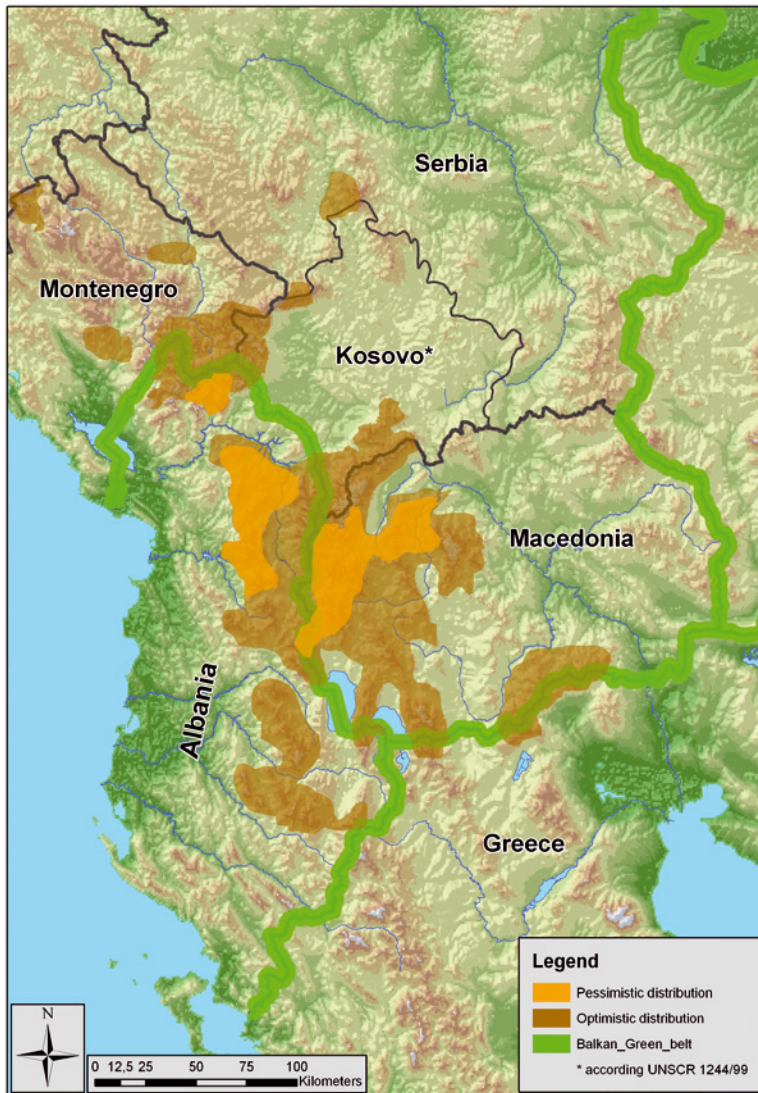 Serbia
Montenegro
Kosovo*
Macedonia
Albania
Greece
Legend
Pessimistic distribution
Optimistic distribution
Balkan_Green_belt
* according UNSCR 1244/99
N
0 12,5 25 50 75 100
Kilometers